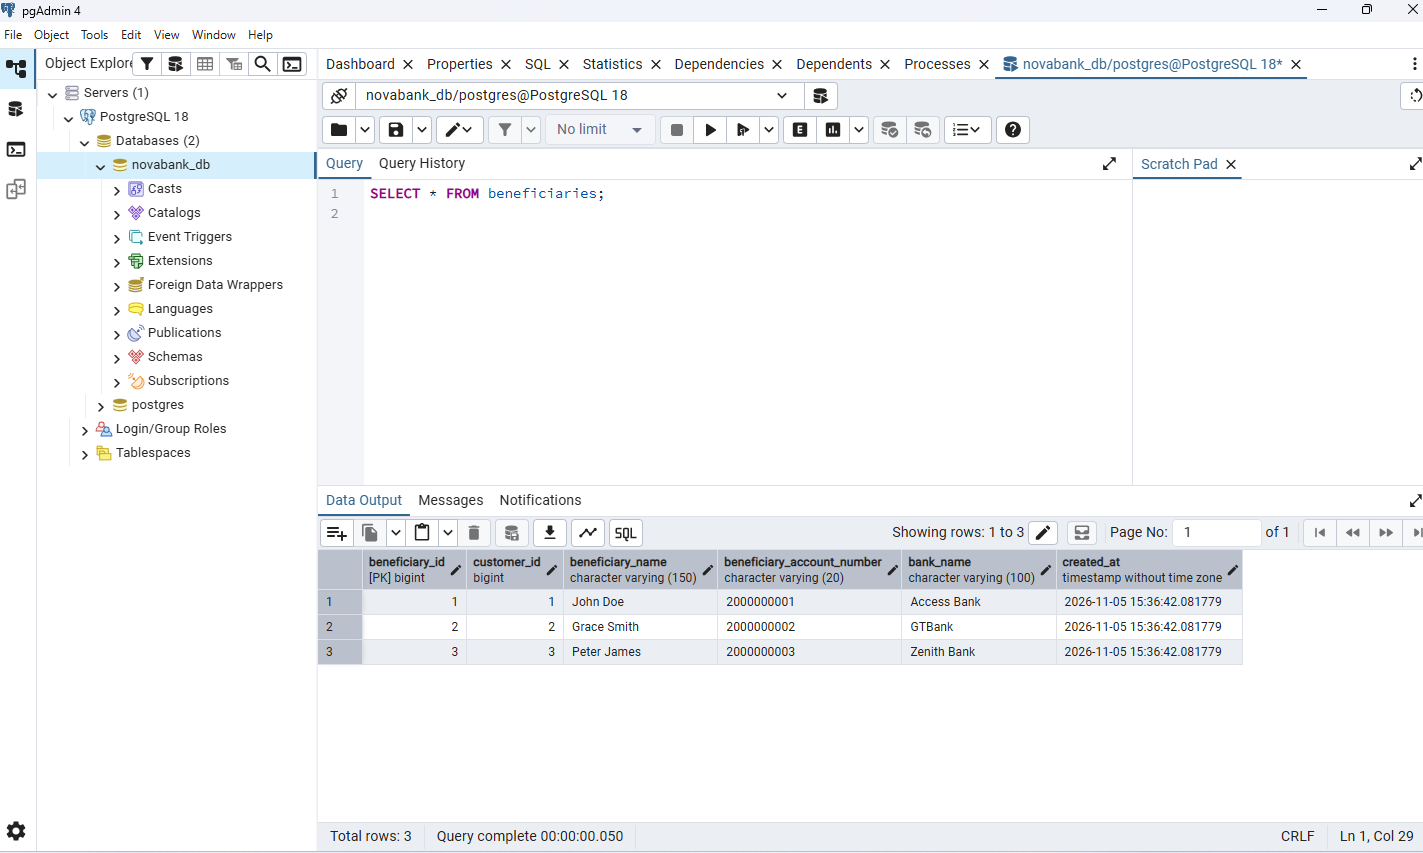 pgAdmin 4
File Object Tools Edit View Window Help
Object Explore
Dashboard Properties SQL Statistics Dependencies Dependents Processes novabank_db/postgres@PostgreSQL 18*
Servers (1)
PostgreSQL 18
Databases (2)
novabank_db
Casts
Catalogs
Event Triggers
Extensions
Foreign Data Wrappers
Languages
Publications
Schemas
Subscriptions
postgres
Login/Group Roles
Tablespaces
novabank_db/postgres@PostgreSQL 18
No limit
E
Query Query History
Scratch Pad
1 SELECT * FROM beneficiaries;
2
Data Output Messages Notifications
SQL
Showing rows: 1 to 3
Page No: 1 of 1
beneficiary_id customer_id beneficiary_name beneficiary_account_number bank_name created_at
[PK] bigint bigint character varying (150) character varying (20) character varying (100) timestamp without time zone
1 1 1 John Doe 2000000001 Access Bank 2026-11-05 15:36:42.081779
2 2 2 Grace Smith 2000000002 GTBank 2026-11-05 15:36:42.081779
3 3 3 Peter James 2000000003 Zenith Bank 2026-11-05 15:36:42.081779
Total rows: 3 Query complete 00:00:00.050 CRLF Ln 1, Col 29